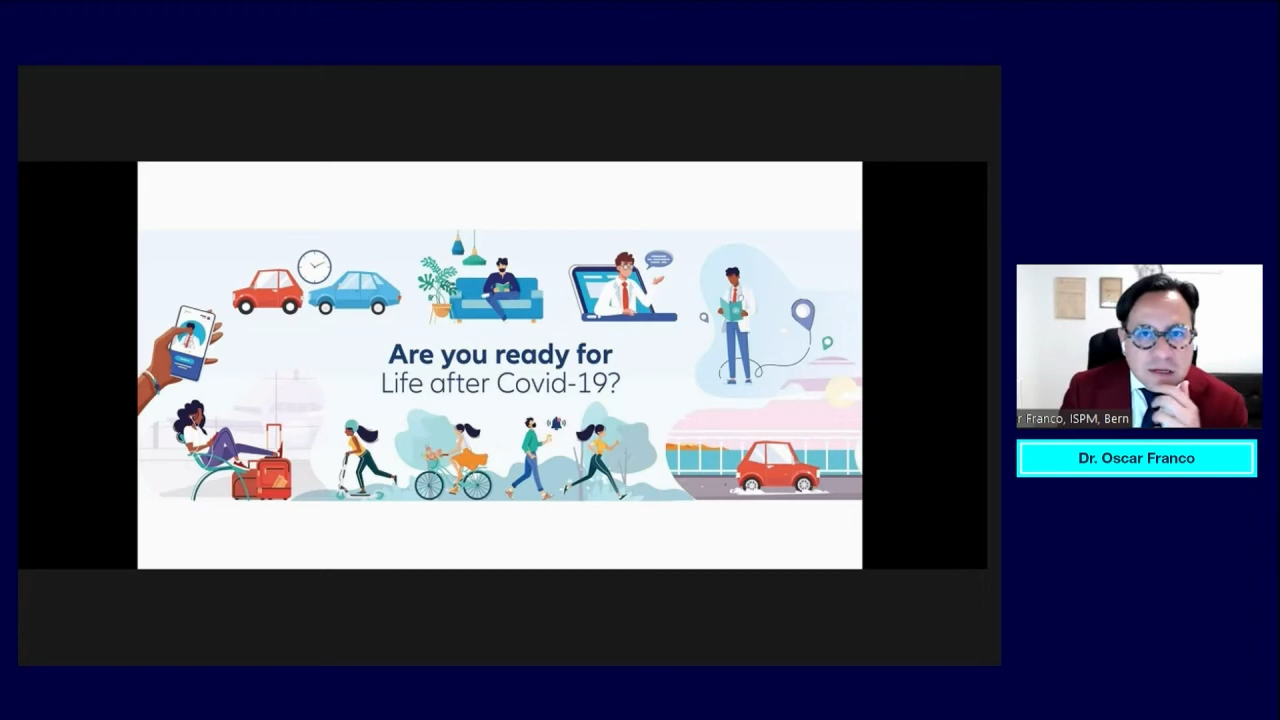 Are you ready for
Life after Covid-19?
r Franco, ISPM, Bern
Dr. Oscar Franco